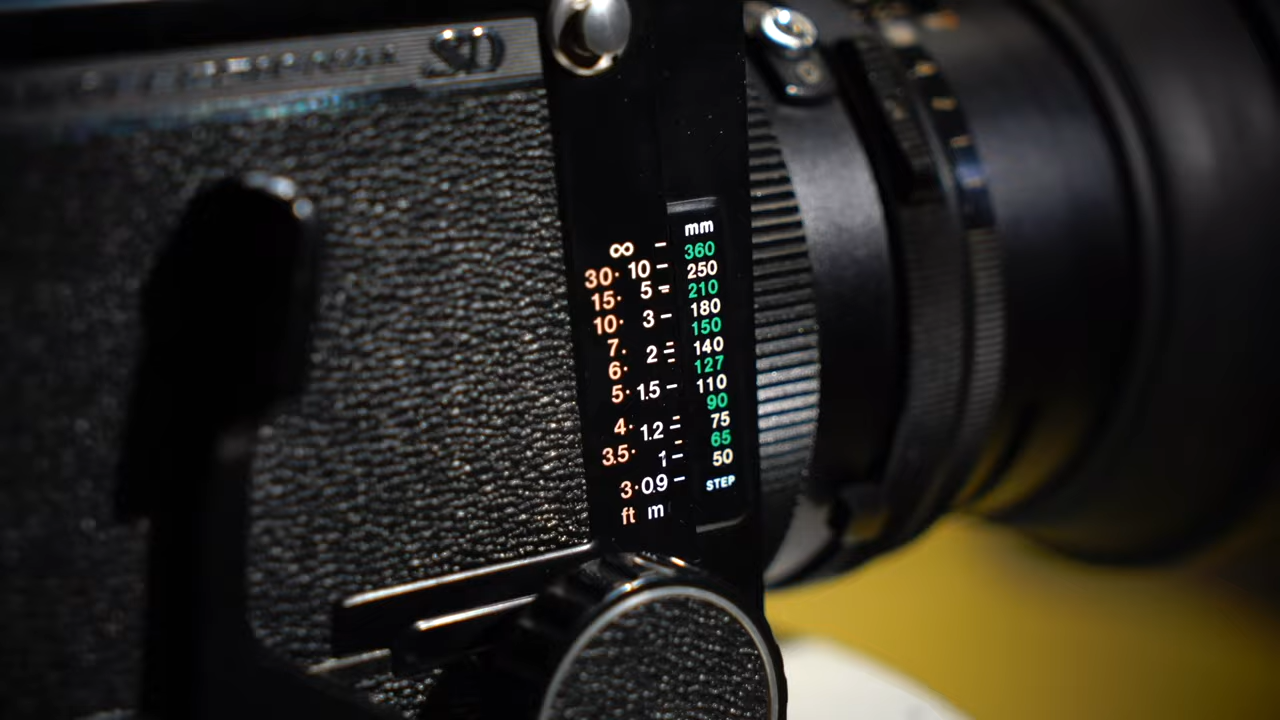 SD
mm
∞ – 360
30· 10 – 250
15· 5 = 210
10· 3 – 180
150
7· 2 = 140
6· 127
5· 1.5 – 110
90
4· 1.2 – 75
3.5· 1 – 65
50
3· 0.9 – STEP
ft m